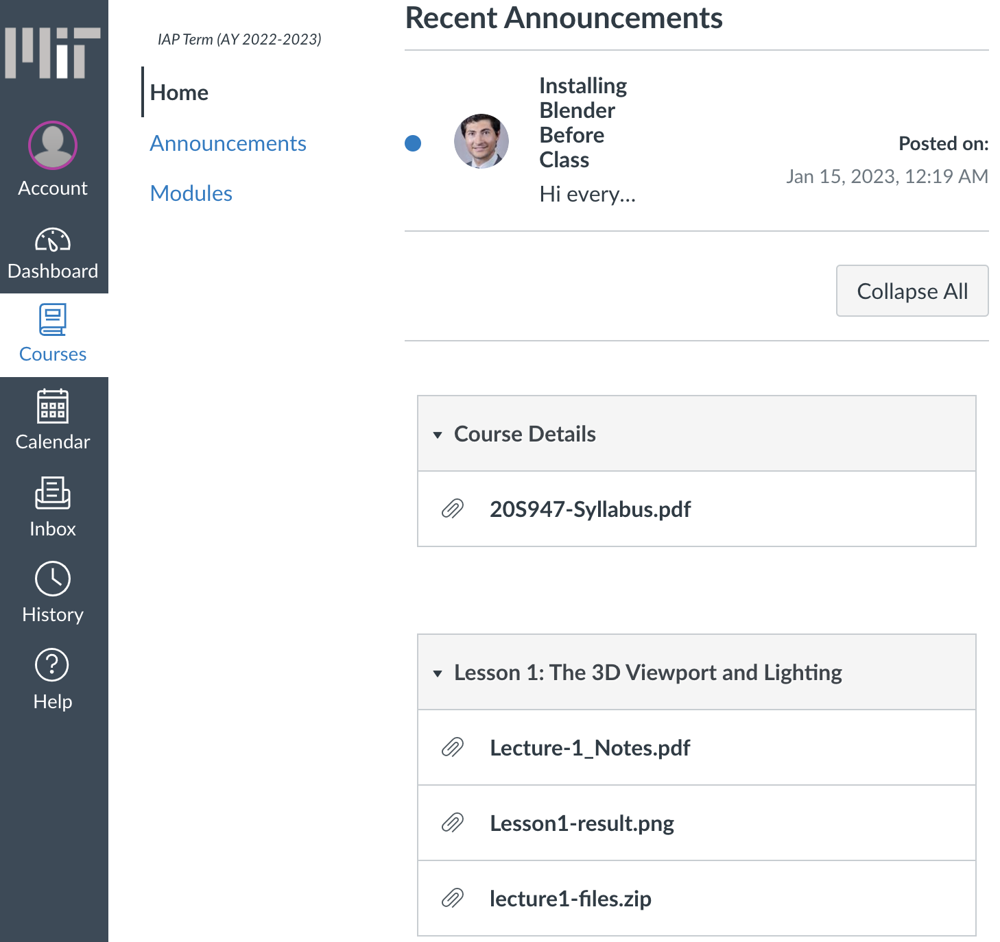 MIT
Account
Dashboard
Courses
Calendar
Inbox
History
Help
IAP Term (AY 2022-2023)
Home
Announcements
Modules
Recent Announcements
Installing
Blender
Before
Class
Hi every...
Posted on:
Jan 15, 2023, 12:19 AM
Collapse All
Course Details
20S947-Syllabus.pdf
Lesson 1: The 3D Viewport and Lighting
Lecture-1_Notes.pdf
Lesson1-result.png
lecture1-files.zip